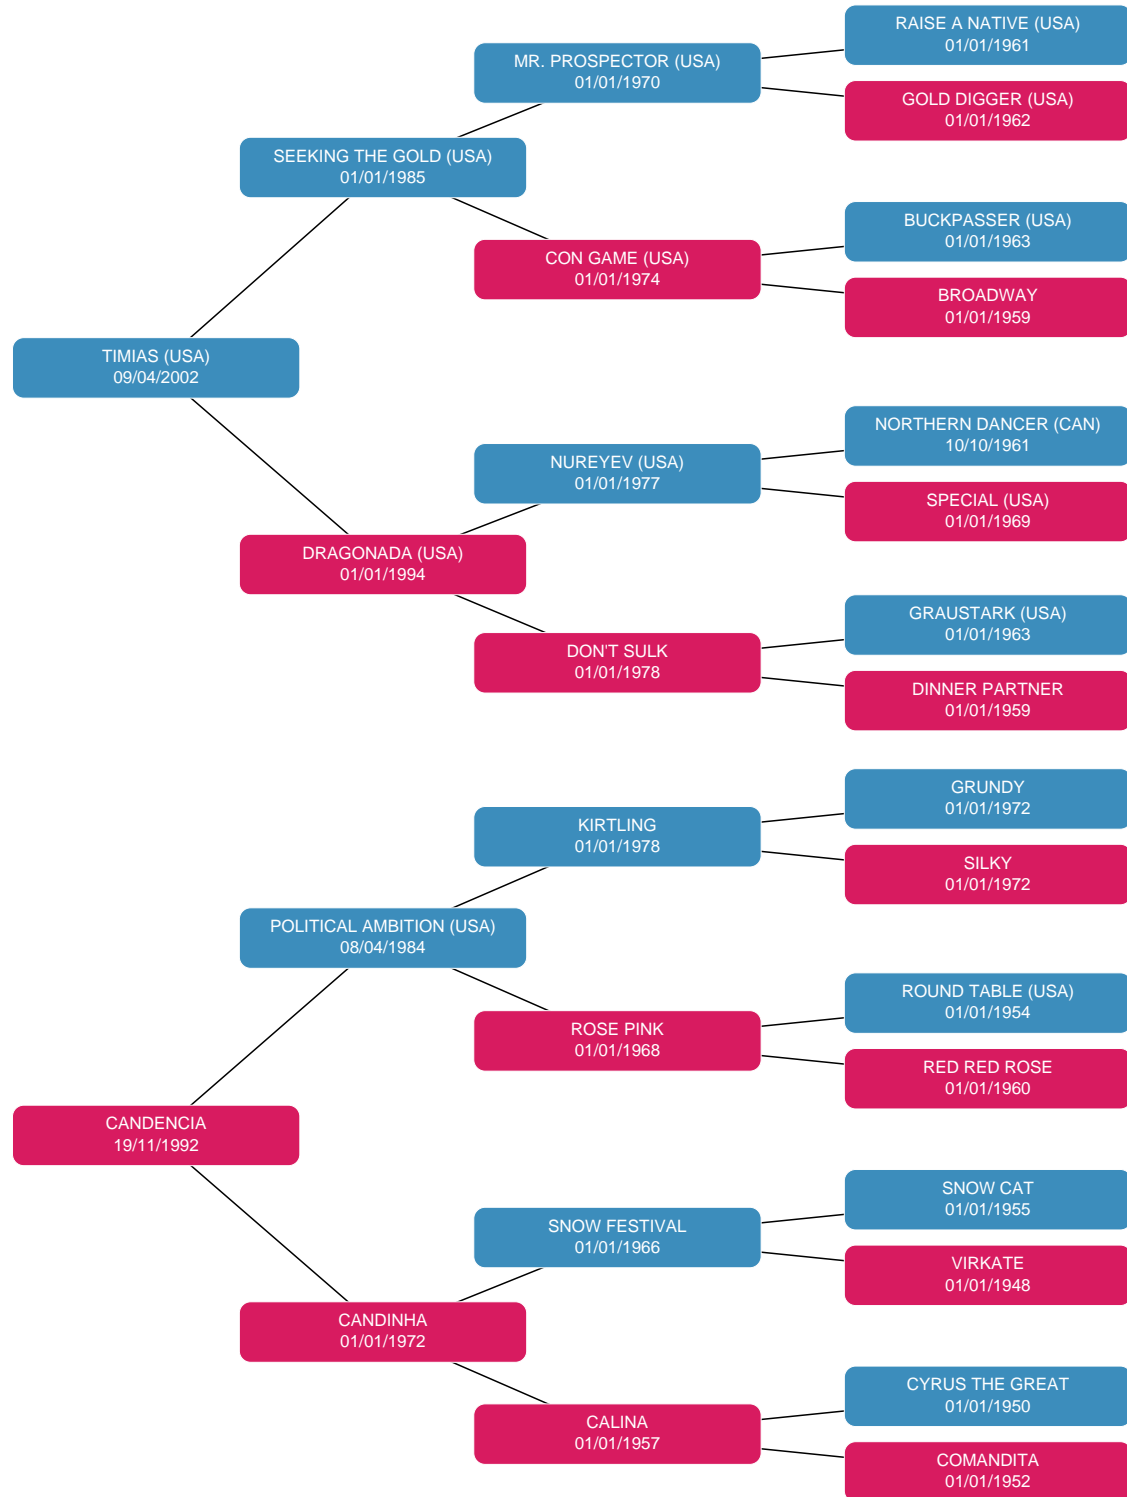 RAISE A NATIVE (USA)
01/01/1961
MR. PROSPECTOR (USA)
01/01/1970
GOLD DIGGER (USA)
01/01/1962
SEEKING THE GOLD (USA)
01/01/1985
BUCKPASSER (USA)
01/01/1963
CON GAME (USA)
01/01/1974
BROADWAY
01/01/1959
TIMIAS (USA)
09/04/2002
NORTHERN DANCER (CAN)
10/10/1961
NUREYEV (USA)
01/01/1977
SPECIAL (USA)
01/01/1969
DRAGONADA (USA)
01/01/1994
GRAUSTARK (USA)
01/01/1963
DON'T SULK
01/01/1978
DINNER PARTNER
01/01/1959
GRUNDY
01/01/1972
KIRTLING
01/01/1978
SILKY
01/01/1972
POLITICAL AMBITION (USA)
08/04/1984
ROUND TABLE (USA)
01/01/1954
ROSE PINK
01/01/1968
RED RED ROSE
01/01/1960
CANDENCIA
19/11/1992
SNOW CAT
01/01/1955
SNOW FESTIVAL
01/01/1966
VIRKATE
01/01/1948
CANDINHA
01/01/1972
CYRUS THE GREAT
01/01/1950
CALINA
01/01/1957
COMANDITA
01/01/1952